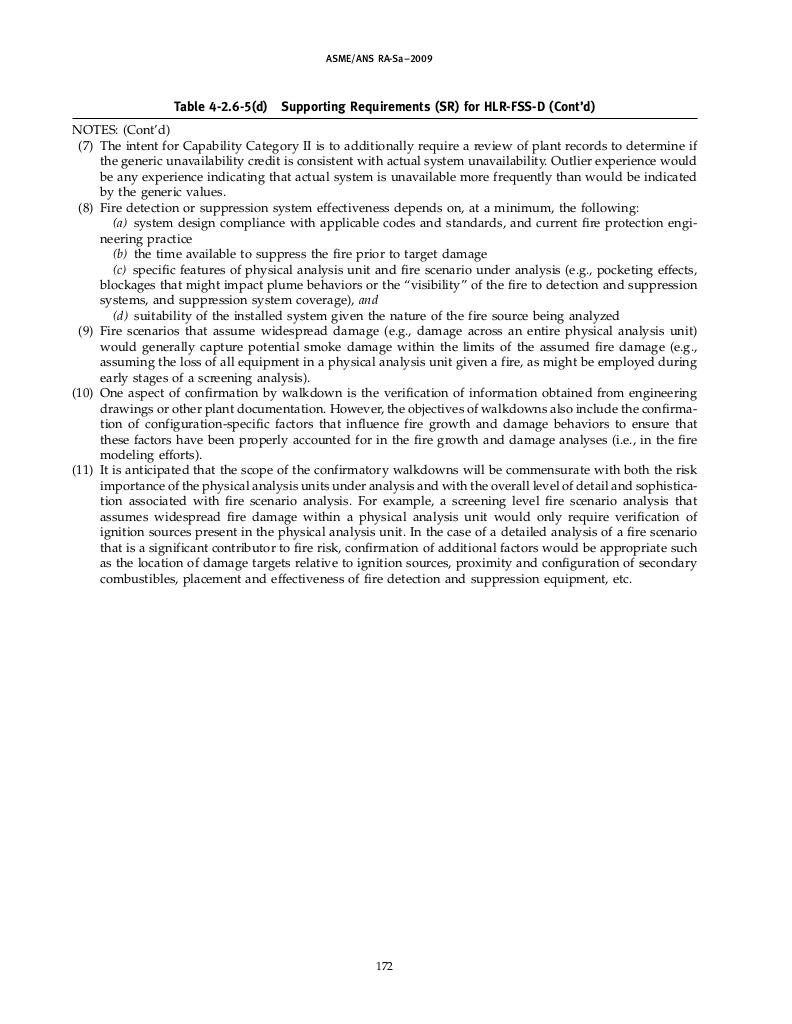 ASME/ANS RA-Sa–2009
Table 4-2.6-5(d) Supporting Requirements (SR) for HLR-FSS-D (Cont’d)
NOTES: (Cont’d)
(7) The intent for Capability Category II is to additionally require a review of plant records to determine if
the generic unavailability credit is consistent with actual system unavailability. Outlier experience would
be any experience indicating that actual system is unavailable more frequently than would be indicated
by the generic values.
(8) Fire detection or suppression system effectiveness depends on, at a minimum, the following:
(a) system design compliance with applicable codes and standards, and current fire protection engi-
neering practice
(b) the time available to suppress the fire prior to target damage
(c) specific features of physical analysis unit and fire scenario under analysis (e.g., pocketing effects,
blockages that might impact plume behaviors or the “visibility” of the fire to detection and suppression
systems, and suppression system coverage), and
(d) suitability of the installed system given the nature of the fire source being analyzed
(9) Fire scenarios that assume widespread damage (e.g., damage across an entire physical analysis unit)
would generally capture potential smoke damage within the limits of the assumed fire damage (e.g.,
assuming the loss of all equipment in a physical analysis unit given a fire, as might be employed during
early stages of a screening analysis).
(10) One aspect of confirmation by walkdown is the verification of information obtained from engineering
drawings or other plant documentation. However, the objectives of walkdowns also include the confirma-
tion of configuration-specific factors that influence fire growth and damage behaviors to ensure that
these factors have been properly accounted for in the fire growth and damage analyses (i.e., in the fire
modeling efforts).
(11) It is anticipated that the scope of the confirmatory walkdowns will be commensurate with both the risk
importance of the physical analysis units under analysis and with the overall level of detail and sophistica-
tion associated with fire scenario analysis. For example, a screening level fire scenario analysis that
assumes widespread fire damage within a physical analysis unit would only require verification of
ignition sources present in the physical analysis unit. In the case of a detailed analysis of a fire scenario
that is a significant contributor to fire risk, confirmation of additional factors would be appropriate such
as the location of damage targets relative to ignition sources, proximity and configuration of secondary
combustibles, placement and effectiveness of fire detection and suppression equipment, etc.
172